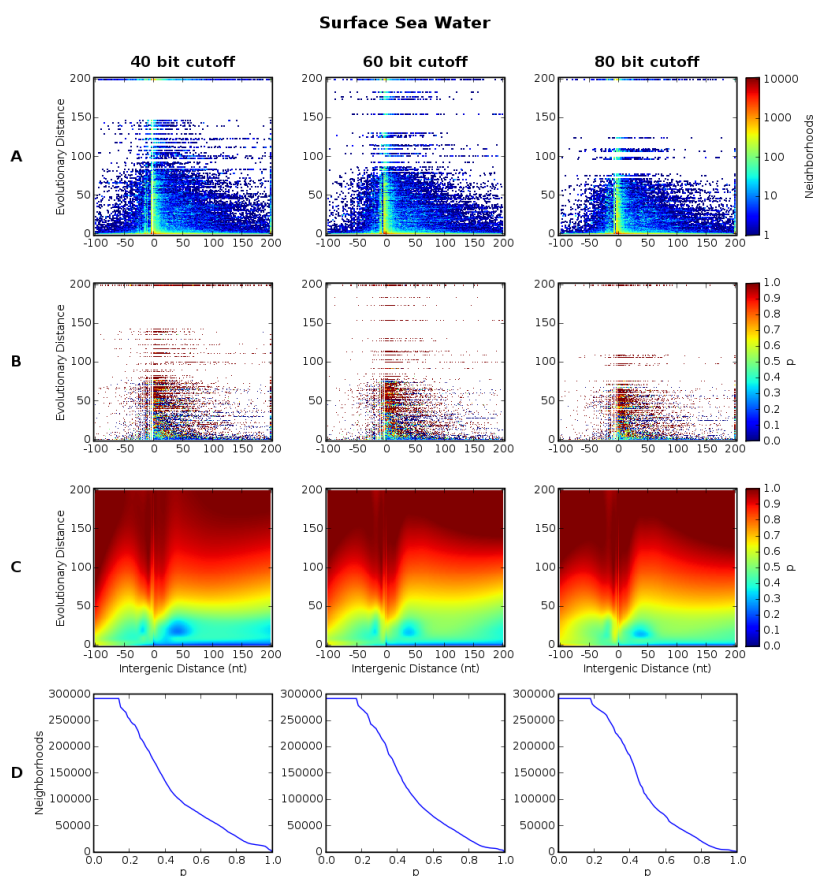 Surface Sea Water
40 bit cutoff 60 bit cutoff 80 bit cutoff
A
Evolutionary Distance
200 150 100 50 0
-100 -50 0 50 100 150 200
200 150 100 50 0
-100 -50 0 50 100 150 200
200 150 100 50 0
-100 -50 0 50 100 150 200
10000 1000 100 10 1
Neighborhoods
B
Evolutionary Distance
200 150 100 50 0
-100 -50 0 50 100 150 200
200 150 100 50 0
-100 -50 0 50 100 150 200
200 150 100 50 0
-100 -50 0 50 100 150 200
1.0 0.9 0.8 0.7 0.6 0.5 0.4 0.3 0.2 0.1 0.0
p
C
Evolutionary Distance
200 150 100 50 0
-100 -50 0 50 100 150 200
Intergenic Distance (nt)
200 150 100 50 0
-100 -50 0 50 100 150 200
Intergenic Distance (nt)
200 150 100 50 0
-100 -50 0 50 100 150 200
Intergenic Distance (nt)
1.0 0.9 0.8 0.7 0.6 0.5 0.4 0.3 0.2 0.1 0.0
p
D
Neighborhoods
300000 250000 200000 150000 100000 50000 0
0.0 0.2 0.4 0.6 0.8 1.0
p
300000 250000 200000 150000 100000 50000 0
0.0 0.2 0.4 0.6 0.8 1.0
p
300000 250000 200000 150000 100000 50000 0
0.0 0.2 0.4 0.6 0.8 1.0
p